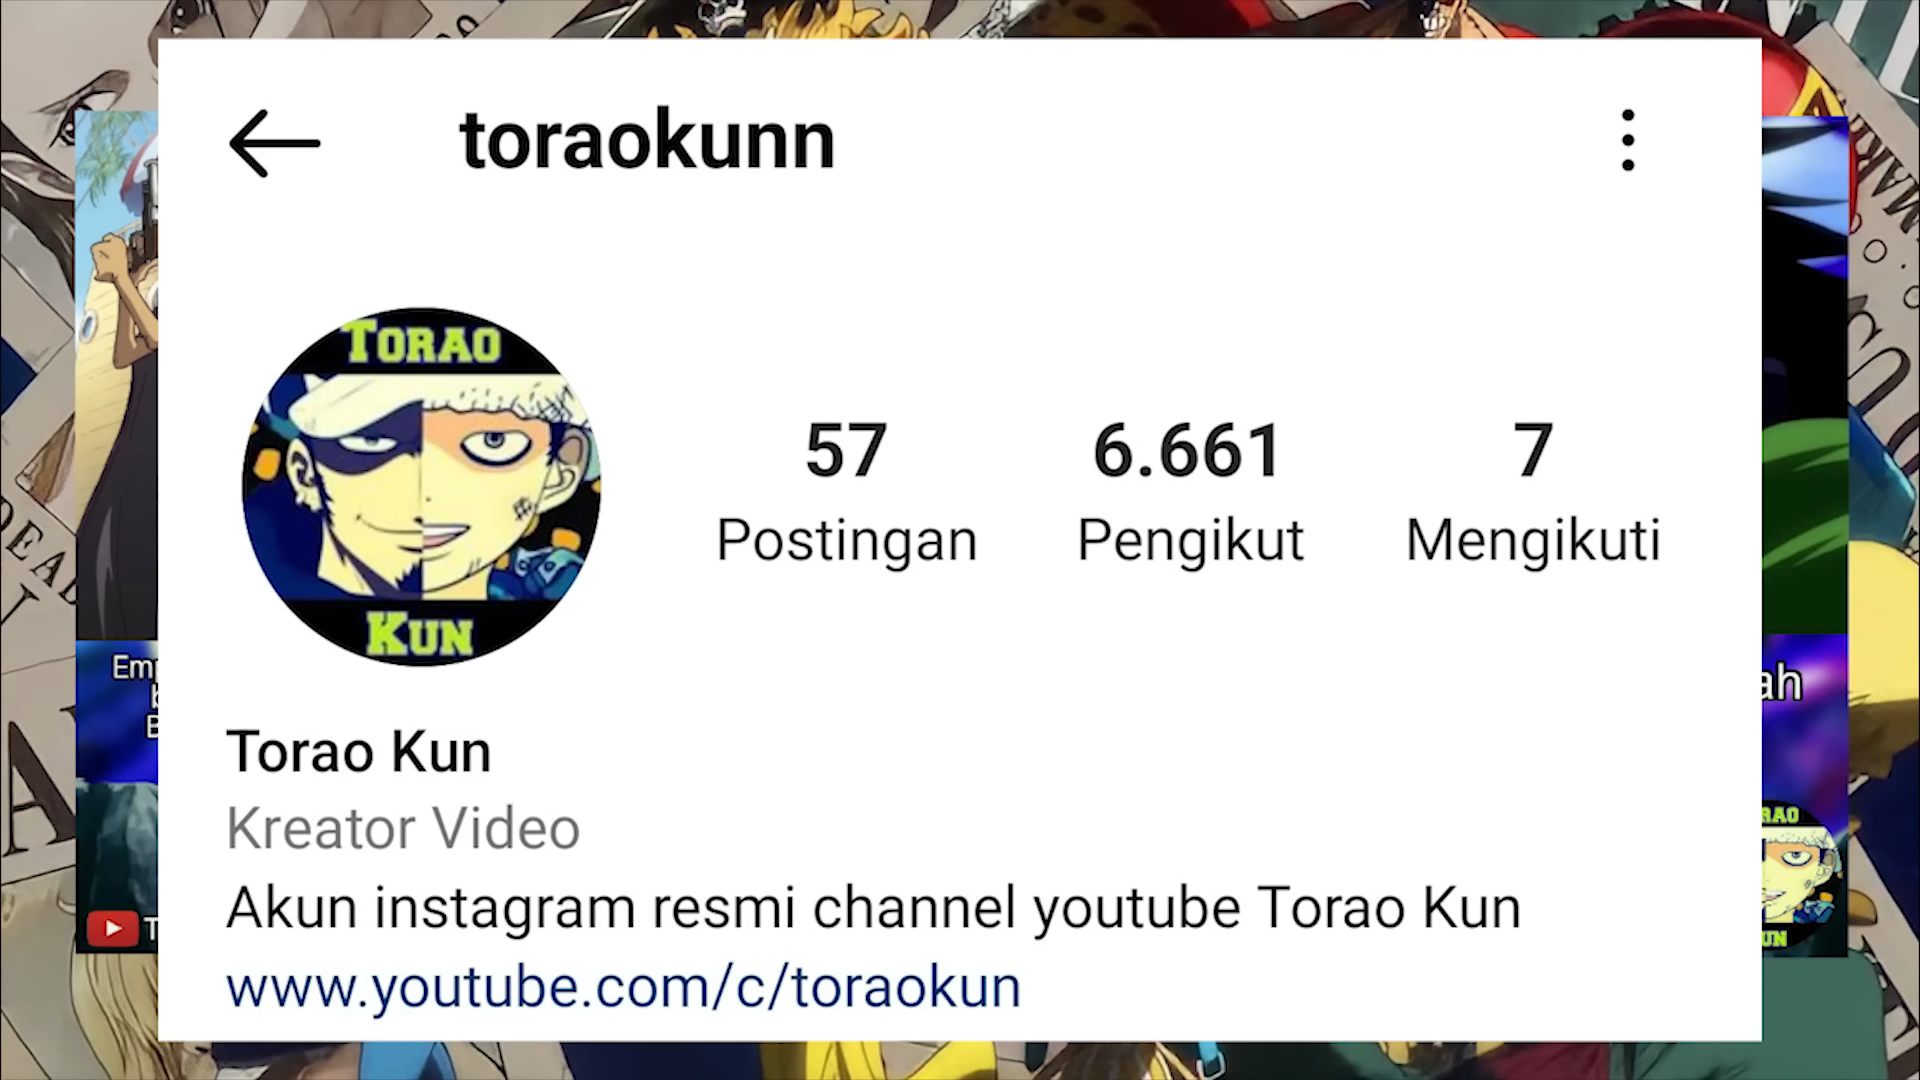 toraokunn
TORAO
KUN
57
Postingan
6.661
Pengikut
7
Mengikuti
Torao Kun
Kreator Video
Akun instagram resmi channel youtube Torao Kun
www.youtube.com/c/toraokun